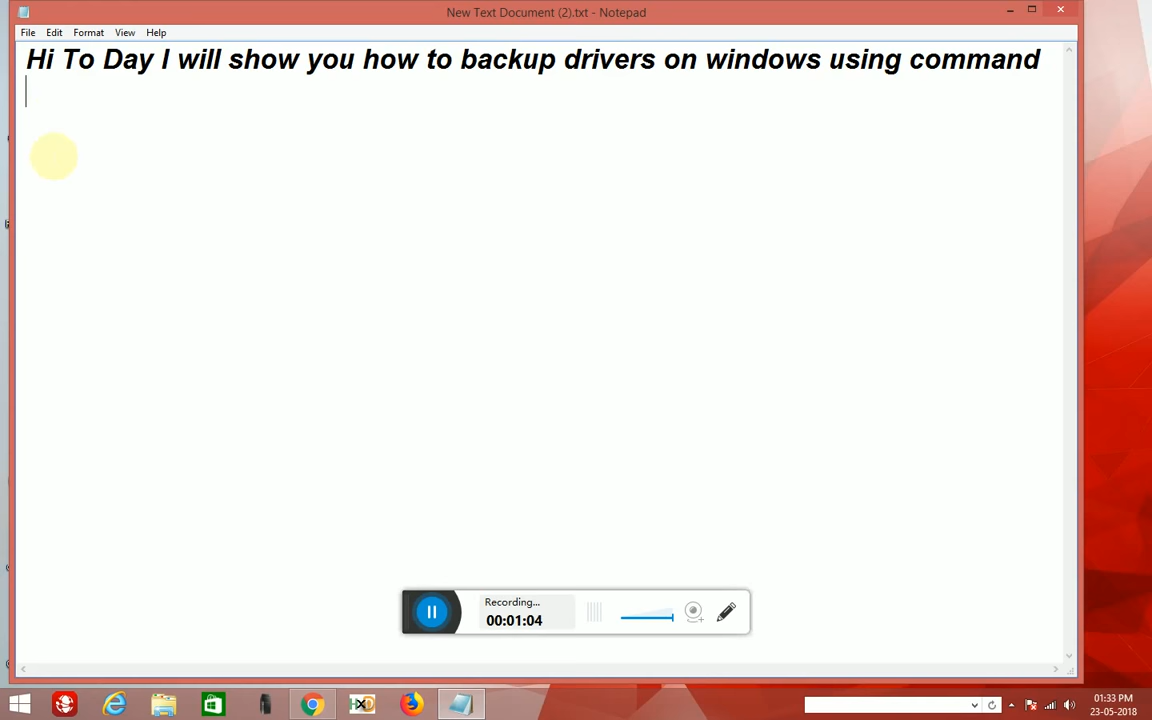 New Text Document (2).txt - Notepad
File Edit Format View Help
Hi To Day I will show you how to backup drivers on windows using command
Recording...
00:01:04
HXD
01:33 PM
23-05-2018